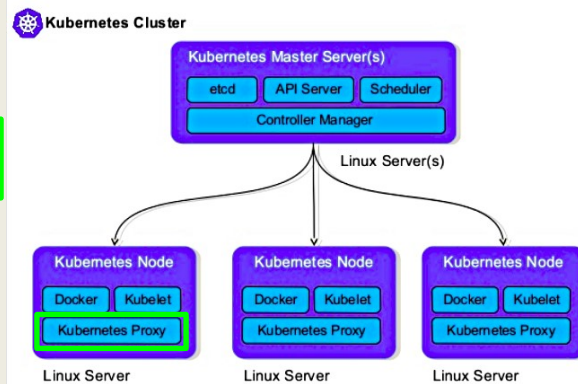 Kubernetes Cluster
Kubernetes Master Server(s)
etcd API Server Scheduler
Controller Manager
Linux Server(s)
Kubernetes Node Kubernetes Node Kubernetes Node
Docker Kubelet Docker Kubelet Docker Kubelet
Kubernetes Proxy Kubernetes Proxy Kubernetes Proxy
Linux Server Linux Server Linux Server